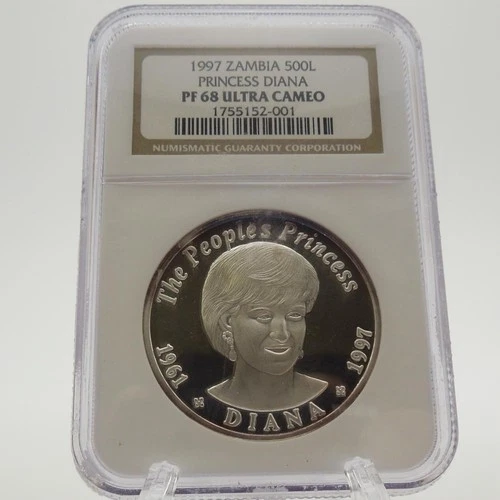 1997 ZAMBIA 500L
PRINCESS DIANA
PF 68 ULTRA CAMEO
1755152-001
NUMISMATIC GUARANTY CORPORATION
The Peoples Princess
1961
1997
DIANA